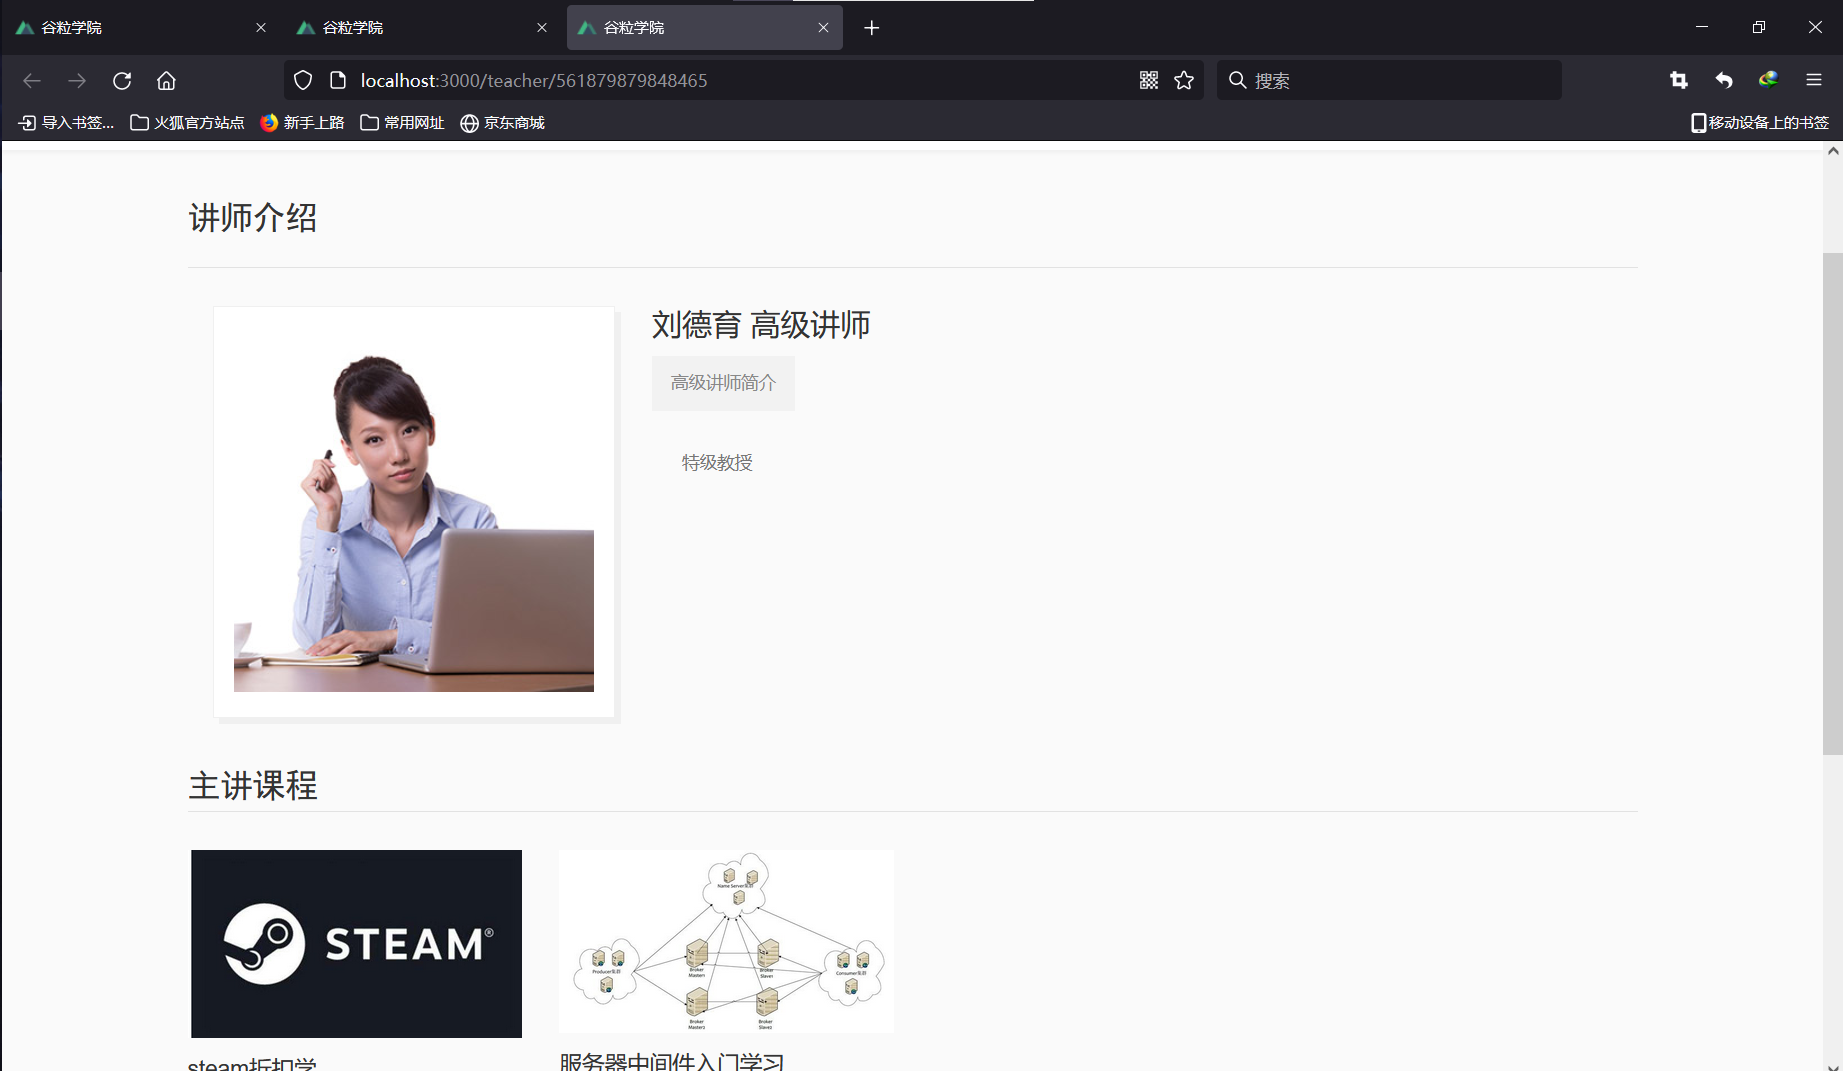 谷粒学院
谷粒学院
谷粒学院
localhost:3000/teacher/561879879848465
搜索
导入书签...
火狐官方站点
新手上路
常用网址
京东商城
移动设备上的书签
讲师介绍
刘德育 高级讲师
高级讲师简介
特级教授
主讲课程
STEAM®
Name Server集群
Producer集群
Broker
Master1
Broker
Slave1
Consumer集群
Broker
Master2
Broker
Slave2
steam折扣学
服务器中间件入门学习